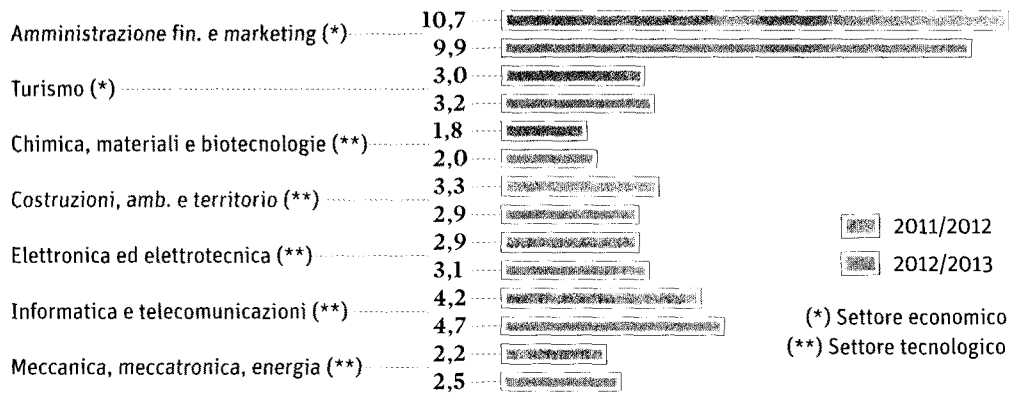 10,7
Amministrazione fin. e marketing (*)
9,9
3,0
Turismo (*)
3,2
1,8
Chimica, materiali e biotecnologie (**)
2,0
3,3
Costruzioni, amb. e territorio (**)
2,9
2011/2012
2,9
Elettronica ed elettrotecnica (**)
2012/2013
3,1
4,2
Informatica e telecomunicazioni (**)
(*) Settore economico
4,7
(**) Settore tecnologico
2,2
Meccanica, meccatronica, energia (**)
2,5